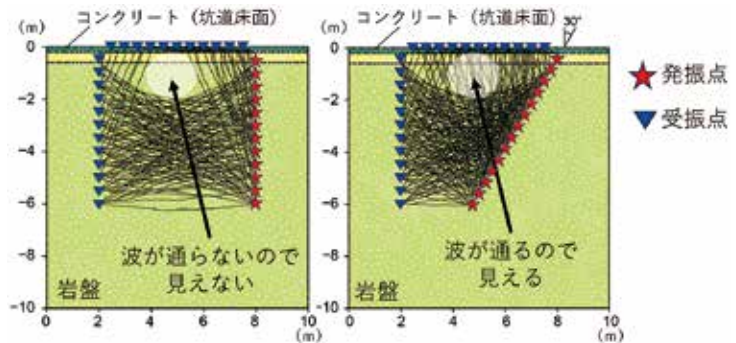 コンクリート（坑道床面）
(m)
0
-2
-4
-6
-8
-10
波が通らないので
見えない
岩盤
0 2 4 6 8 10
(m)
コンクリート（坑道床面）
30°
(m)
0
-2
-4
-6
-8
-10
波が通るので
見える
岩盤
0 2 4 6 8 10
(m)
発振点
受振点